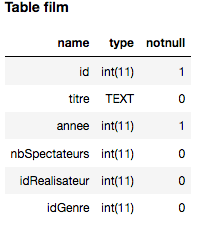 Table film
name type notnull
id int(11) 1
titre TEXT 0
annee int(11) 1
nbSpectateurs int(11) 0
idRealisateur int(11) 0
idGenre int(11) 0